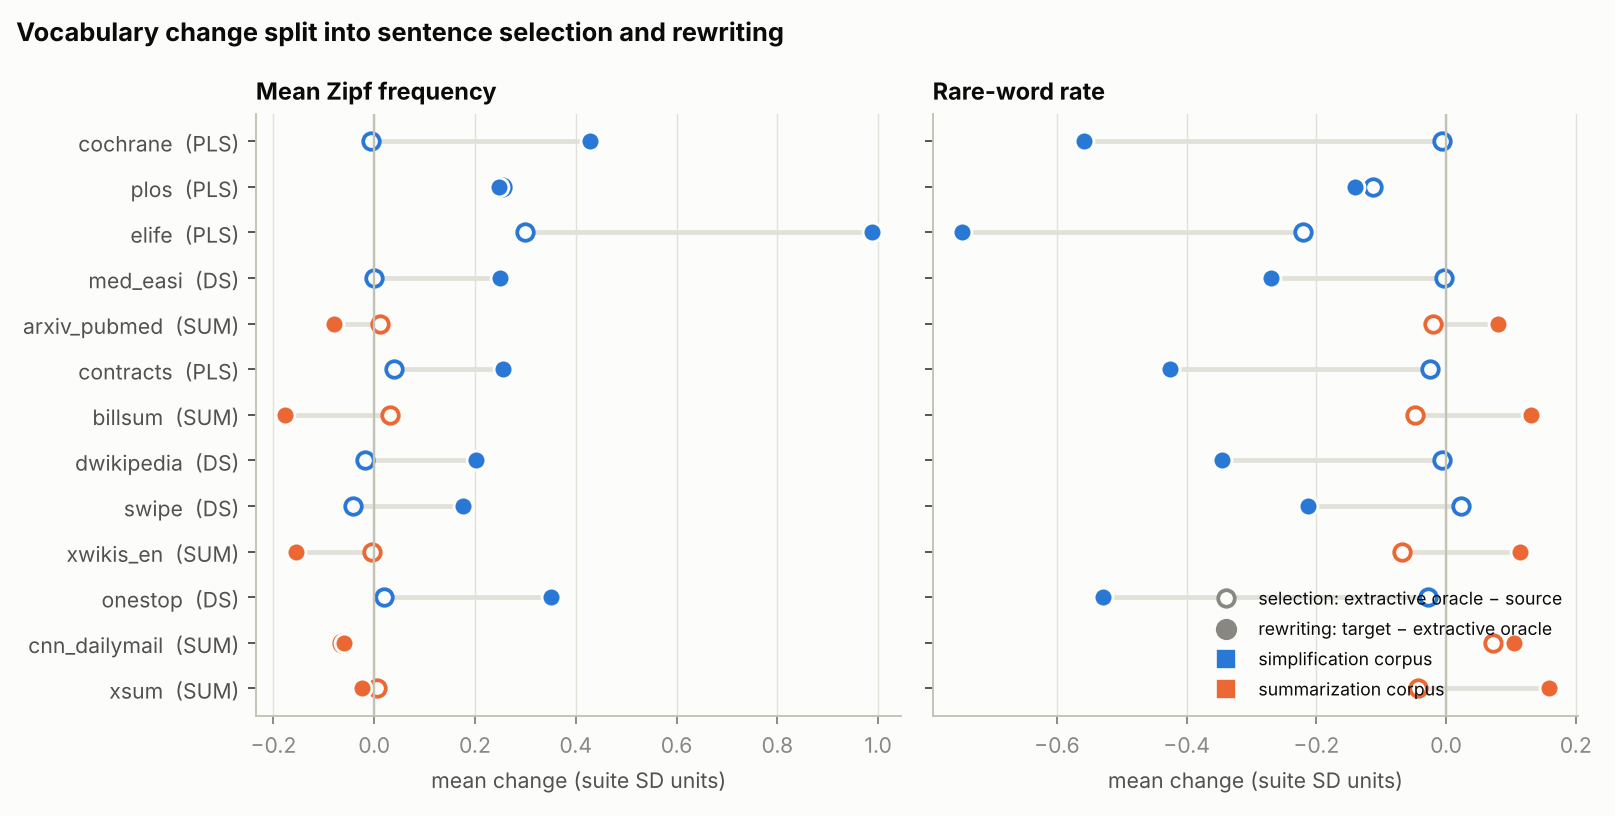 Vocabulary change split into sentence selection and rewriting
Mean Zipf frequency
Rare-word rate
cochrane (PLS)
plos (PLS)
elife (PLS)
med_easi (DS)
arxiv_pubmed (SUM)
contracts (PLS)
billsum (SUM)
dwikipedia (DS)
swipe (DS)
xwikis_en (SUM)
onestop (DS)
cnn_dailymail (SUM)
xsum (SUM)
−0.2 0.0 0.2 0.4 0.6 0.8 1.0
mean change (suite SD units)
selection: extractive oracle − source
rewriting: target − extractive oracle
simplification corpus
summarization corpus
−0.6 −0.4 −0.2 0.0 0.2
mean change (suite SD units)